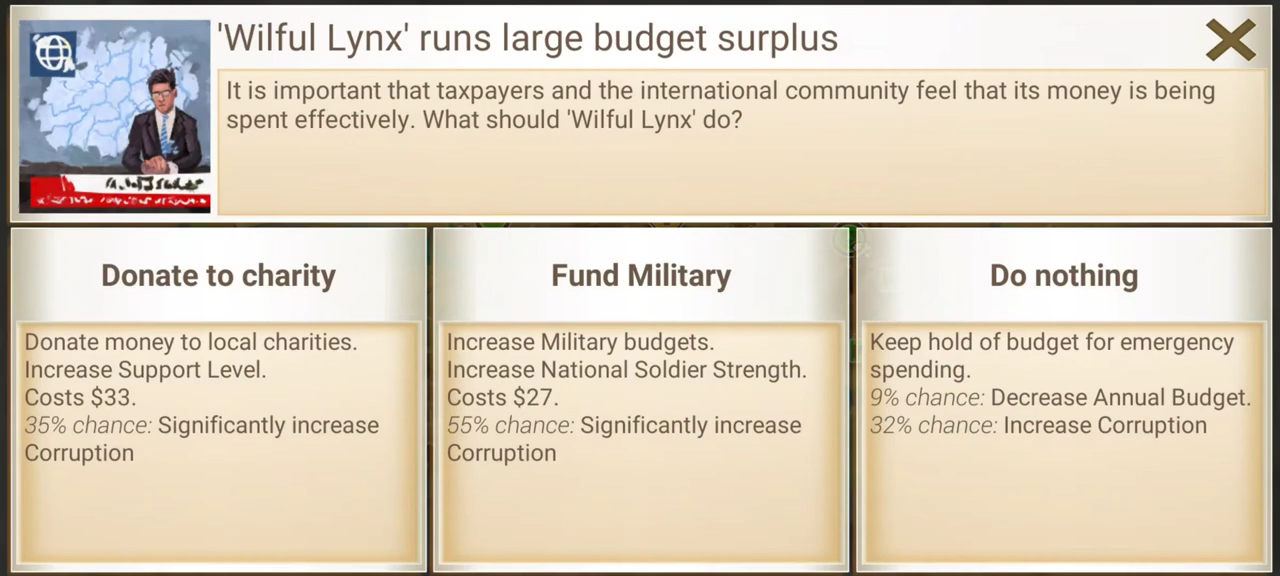 'Wilful Lynx' runs large budget surplus
It is important that taxpayers and the international community feel that its money is being
spent effectively. What should 'Wilful Lynx' do?
Donate to charity
Donate money to local charities.
Increase Support Level.
Costs $33.
35% chance: Significantly increase
Corruption
Fund Military
Increase Military budgets.
Increase National Soldier Strength.
Costs $27.
55% chance: Significantly increase
Corruption
Do nothing
Keep hold of budget for emergency
spending.
9% chance: Decrease Annual Budget.
32% chance: Increase Corruption